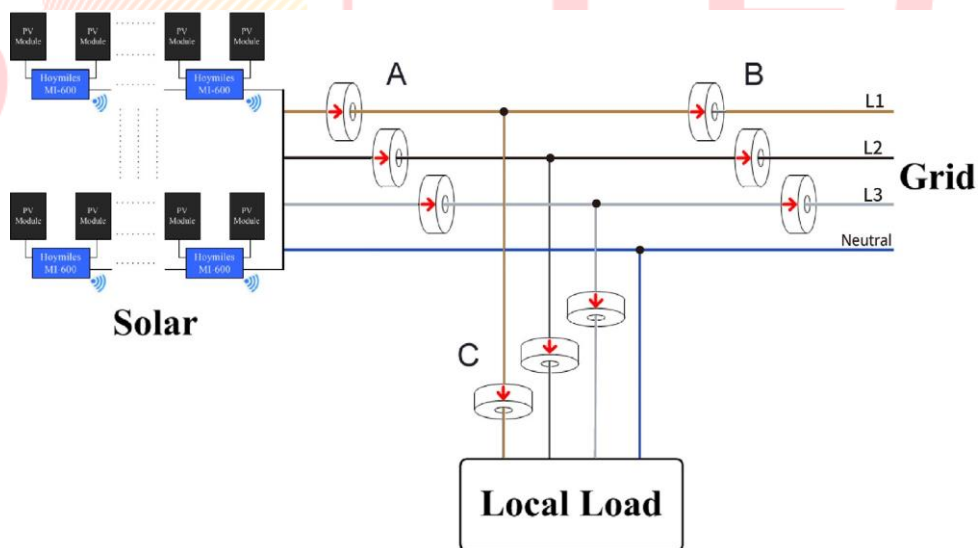 PV
Module
PV
Module
PV
Module
PV
Module
Hoymiles
MI-600
Hoymiles
MI-600
A
B
L1
L2
L3
Neutral
Grid
PV
Module
PV
Module
PV
Module
PV
Module
Hoymiles
MI-600
Hoymiles
MI-600
Solar
C
Local Load